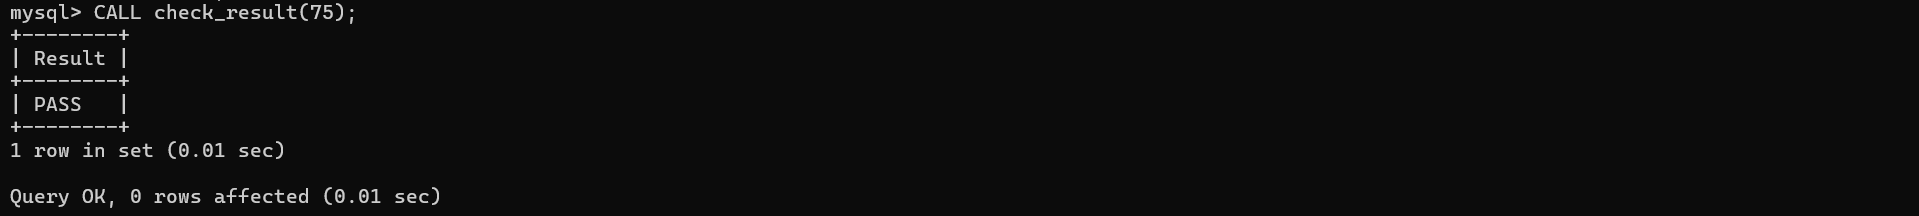 mysql> CALL check_result(75);
+--------+
| Result |
+--------+
| PASS   |
+--------+
1 row in set (0.01 sec)

Query OK, 0 rows affected (0.01 sec)